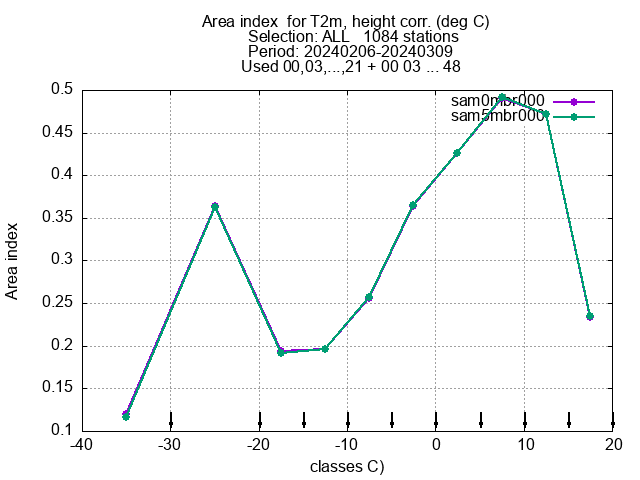 Area index  for T2m, height corr. (deg C)
Selection: ALL   1084 stations
Period: 20240206-20240309
Used 00,03,...,21 + 00 03 ... 48
sam0mbr000
sam5mbr000
Area index
0.5
0.45
0.4
0.35
0.3
0.25
0.2
0.15
0.1
-40 -30 -20 -10 0 10 20
classes C)